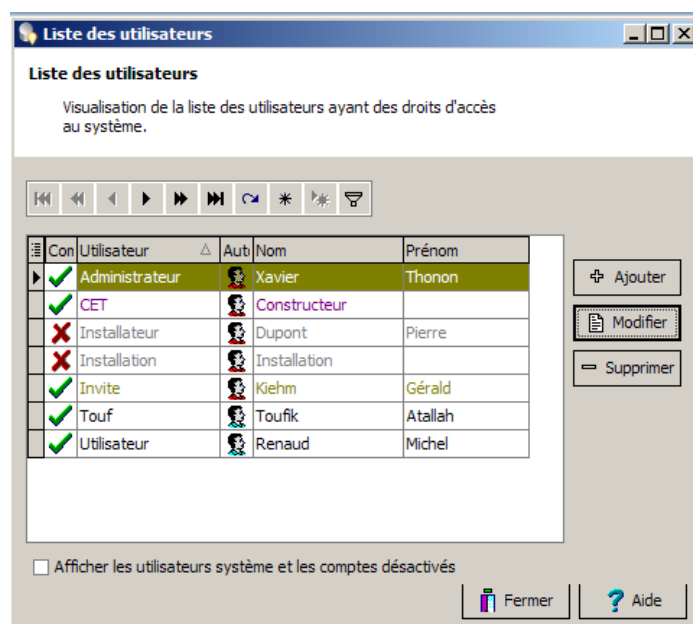 Liste des utilisateurs
Liste des utilisateurs
Visualisation de la liste des utilisateurs ayant des droits d'accès
au système.
Con Utilisateur Aut Nom Prénom
Administrateur Xavier Thonon
CET Constructeur
Installateur Dupont Pierre
Installation Installation
Invite Kiehm Gérald
Touf Toufik Atallah
Utilisateur Renaud Michel
Ajouter
Modifier
Supprimer
Afficher les utilisateurs système et les comptes désactivés
Fermer
Aide